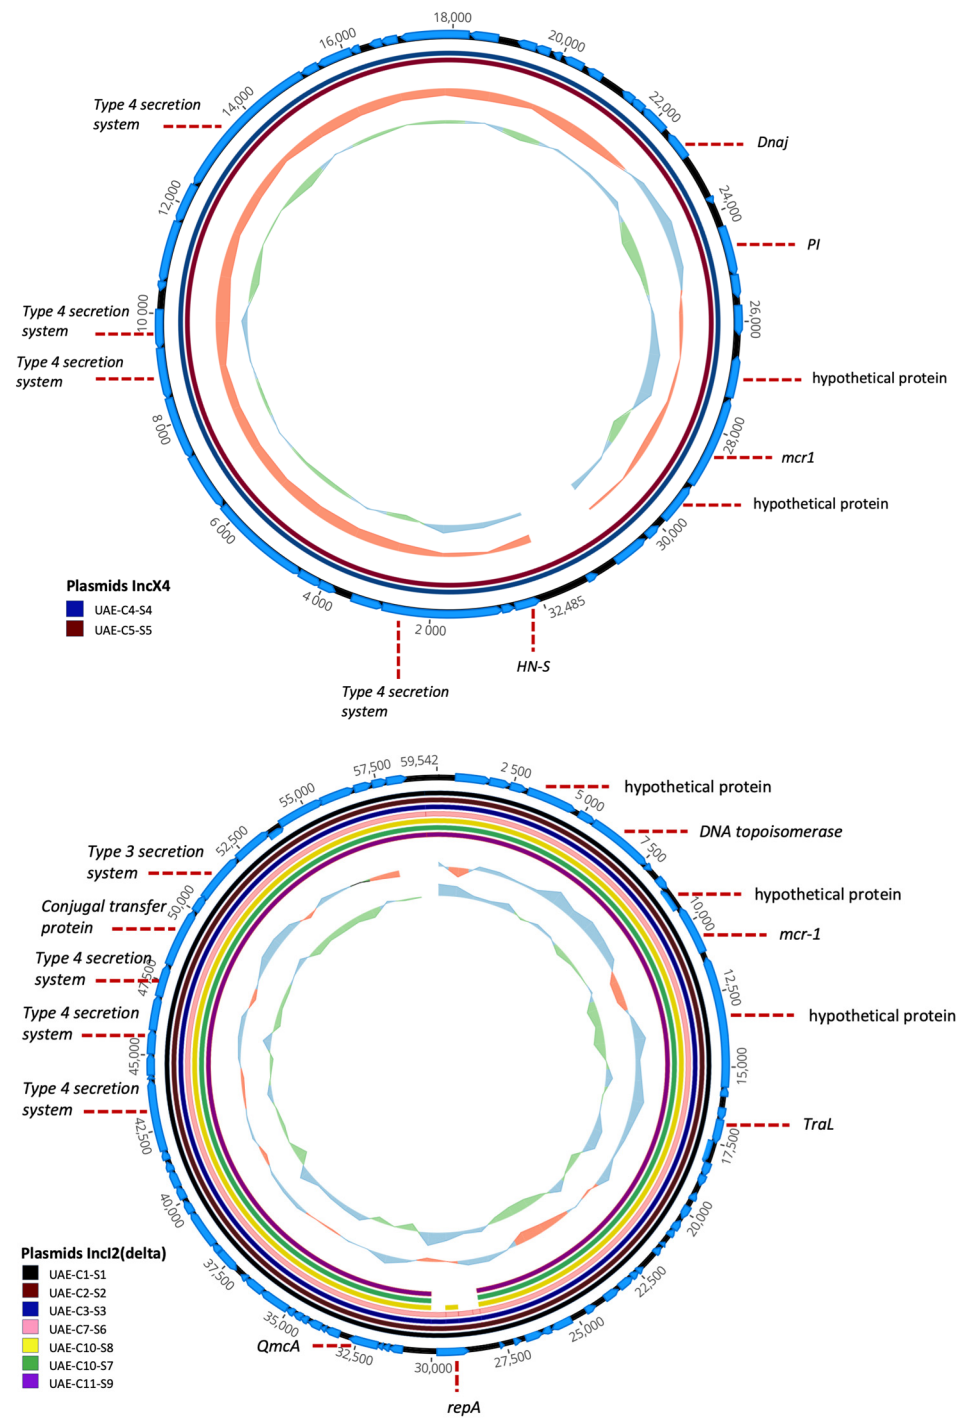 18,000
16,000
20,000
Type 4 secretion
system
14,000
22,000
Dnaj
12,000
24,000
PI
Type 4 secretion
system
10 000
26,000
Type 4 secretion
system
hypothetical protein
8 000
28,000
mcr1
hypothetical protein
6 000
30,000
Plasmids IncX4
UAE-C4-S4
UAE-C5-S5
4 000
2 000
32,485
HN-S
Type 4 secretion
system
57,500
59,542
2 500
hypothetical protein
55,000
5 000
DNA topoisomerase
52,500
7 500
Type 3 secretion
system
hypothetical protein
50,000
10,000
Conjugal transfer
protein
mcr-1
Type 4 secretion
system
47,500
12,500
Type 4 secretion
system
hypothetical protein
45,000
15,000
Type 4 secretion
system
42,500
TraL
17,500
40,000
20,000
Plasmids IncI2(delta)
UAE-C1-S1
UAE-C2-S2
UAE-C3-S3
UAE-C7-S6
UAE-C10-S8
UAE-C10-S7
UAE-C11-S9
37,500
22,500
35,000
25,000
QmcA
32,500
30,000
27,500
repA